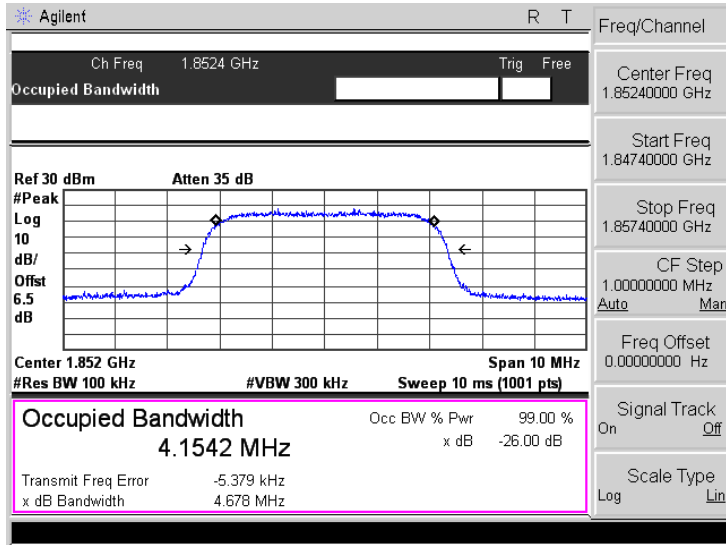 Agilent R T
Ch Freq 1.8524 GHz Trig Free
Occupied Bandwidth
Ref 30 dBm Atten 35 dB
#Peak
Log
10
dB/
Offst
6.5
dB
Center 1.852 GHz Span 10 MHz
#Res BW 100 kHz #VBW 300 kHz Sweep 10 ms (1001 pts)
Occupied Bandwidth Occ BW % Pwr 99.00 %
4.1542 MHz x dB -26.00 dB
Transmit Freq Error -5.379 kHz
x dB Bandwidth 4.678 MHz
Freq/Channel
Center Freq
1.85240000 GHz
Start Freq
1.84740000 GHz
Stop Freq
1.85740000 GHz
CF Step
1.00000000 MHz
Auto Man
Freq Offset
0.00000000 Hz
Signal Track
On Off
Scale Type
Log Lin